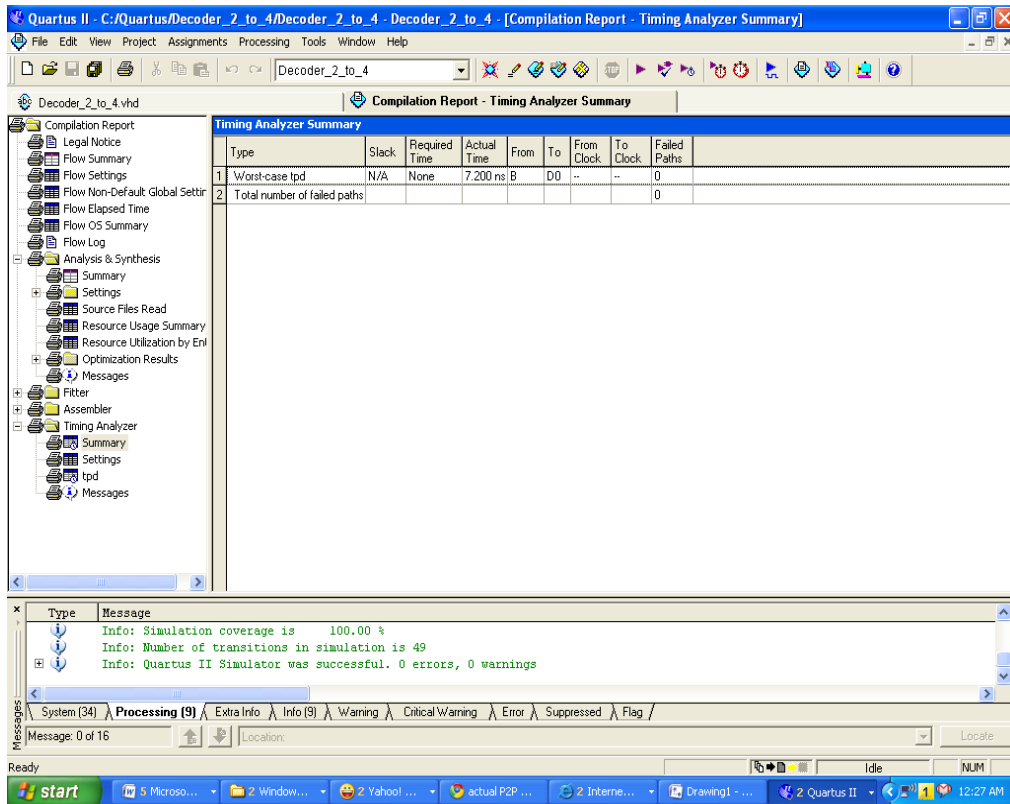 Quartus II - C:/Quartus/Decoder_2_to_4/Decoder_2_to_4 - Decoder_2_to_4 - [Compilation Report - Timing Analyzer Summary]
File Edit View Project Assignments Processing Tools Window Help
Decoder_2_to_4
Decoder_2_to_4.vhd
Compilation Report - Timing Analyzer Summary
Compilation Report
Legal Notice
Flow Summary
Flow Settings
Flow Non-Default Global Settir
Flow Elapsed Time
Flow OS Summary
Flow Log
Analysis & Synthesis
Summary
Settings
Source Files Read
Resource Usage Summary
Resource Utilization by Enl
Optimization Results
Messages
Fitter
Assembler
Timing Analyzer
Summary
Settings
tpd
Messages
Timing Analyzer Summary
Type Slack Required Time Actual Time From To From Clock To Clock Failed Paths
1 Worst-case tpd N/A None 7.200 ns B D0 -- -- 0
2 Total number of failed paths 0
Type Message
Info: Simulation coverage is 100.00 %
Info: Number of transitions in simulation is 49
Info: Quartus II Simulator was successful. 0 errors, 0 warnings
Messages
System (34) Processing (9) Extra Info Info (9) Warning Critical Warning Error Suppressed Flag
Message: 0 of 16 Location: Locate
Ready Idle NUM
start 5 Microso... 2 Window... 2 Yahoo! ... actual P2P ... 2 Interne... Drawing1 - ... 2 Quartus II 1 12:27 AM